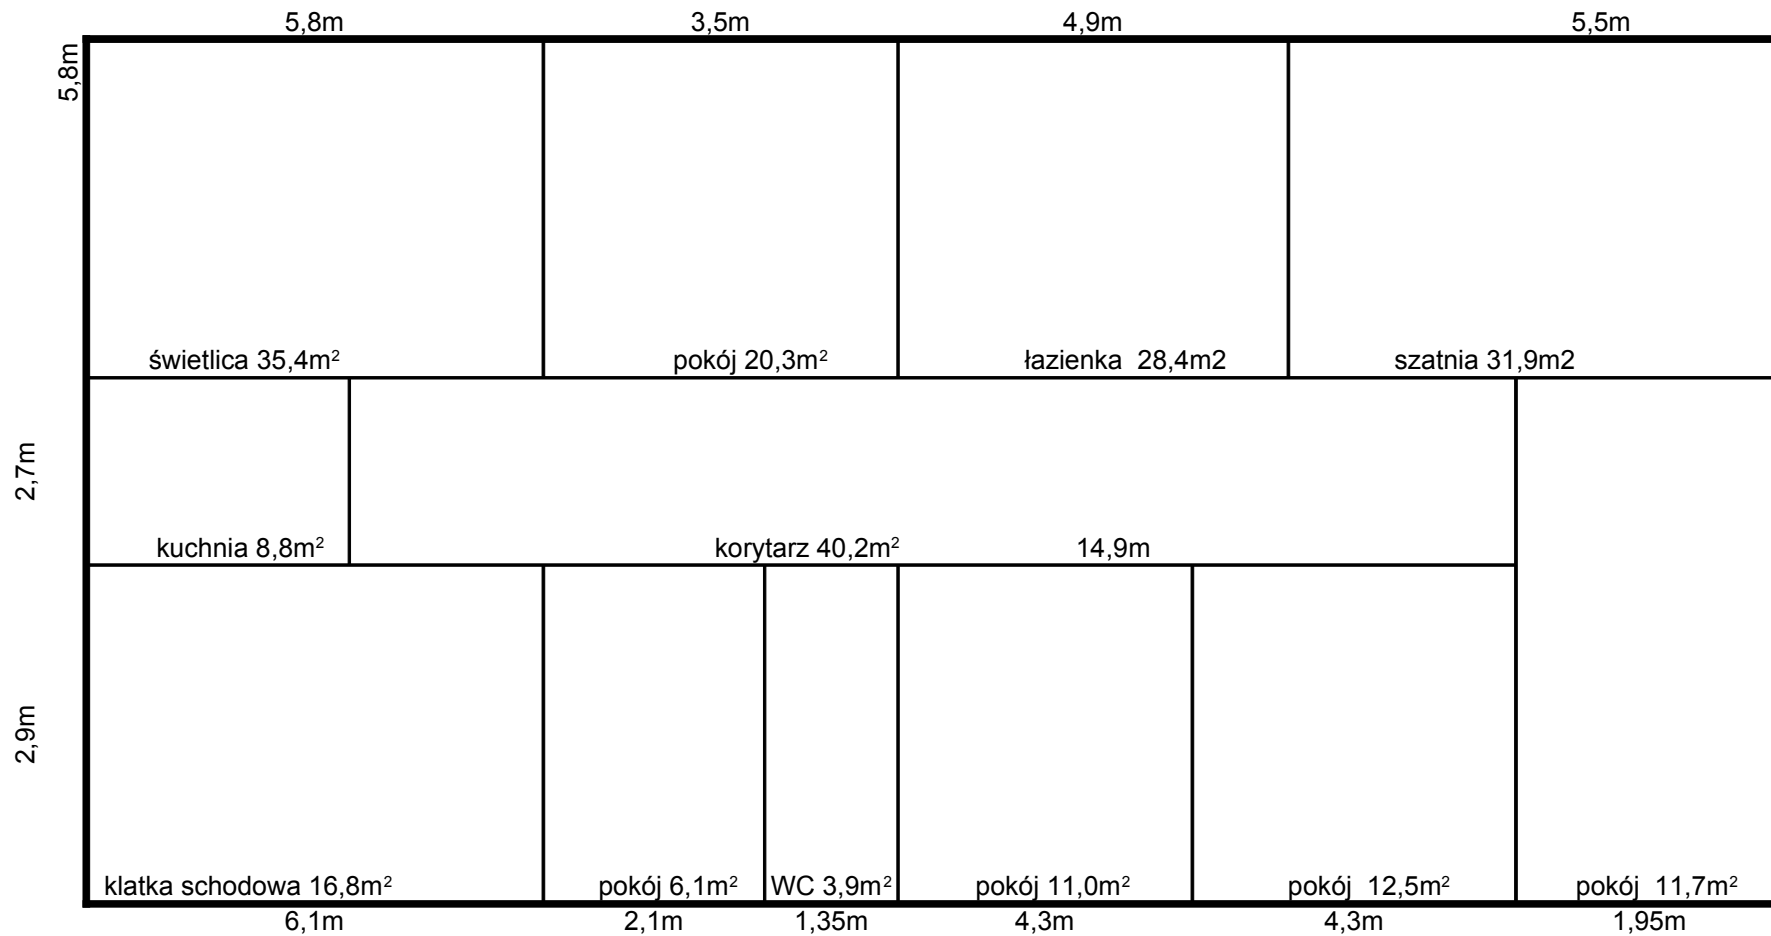 5,8m 3,5m 4,9m 5,5m
5,8m
świetlica 35,4m² pokój 20,3m² łazienka 28,4m2 szatnia 31,9m2
2,7m
kuchnia 8,8m² korytarz 40,2m² 14,9m
2,9m
klatka schodowa 16,8m² pokój 6,1m² WC 3,9m² pokój 11,0m² pokój 12,5m² pokój 11,7m²
6,1m 2,1m 1,35m 4,3m 4,3m 1,95m